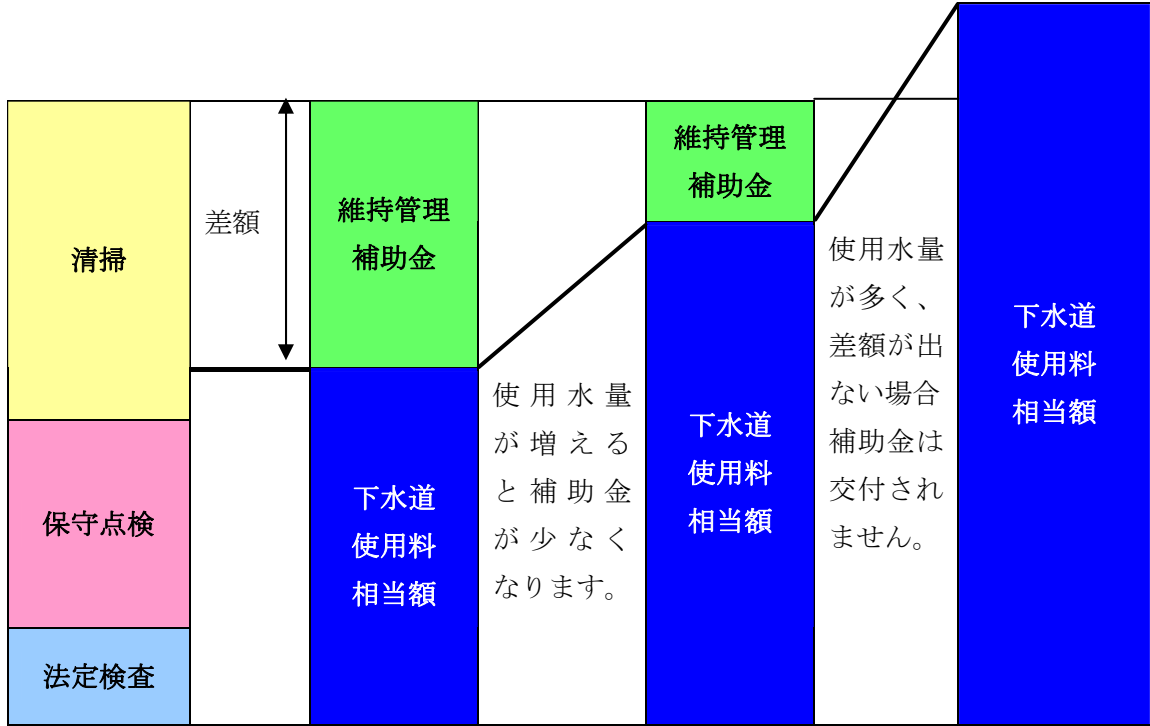 清掃
保守点検
法定検査
差額
維持管理
補助金
下水道
使用料
相当額
使用水量
が増える
と補助金
が少なく
なります。
維持管理
補助金
下水道
使用料
相当額
使用水量
が多く、
差額が出
ない場合
補助金は
交付され
ません。
下水道
使用料
相当額